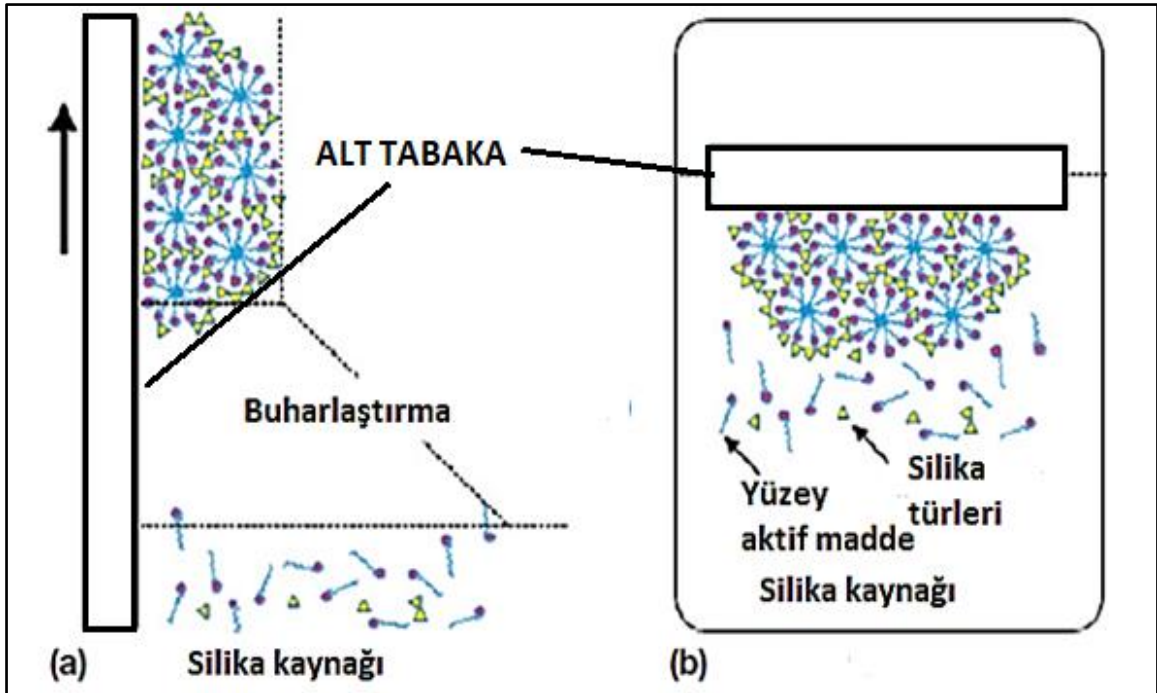 ALT TABAKA
Buharlaştırma
Silika
türleri
Yüzey
aktif madde
Silika kaynağı
(a)
Silika kaynağı
(b)